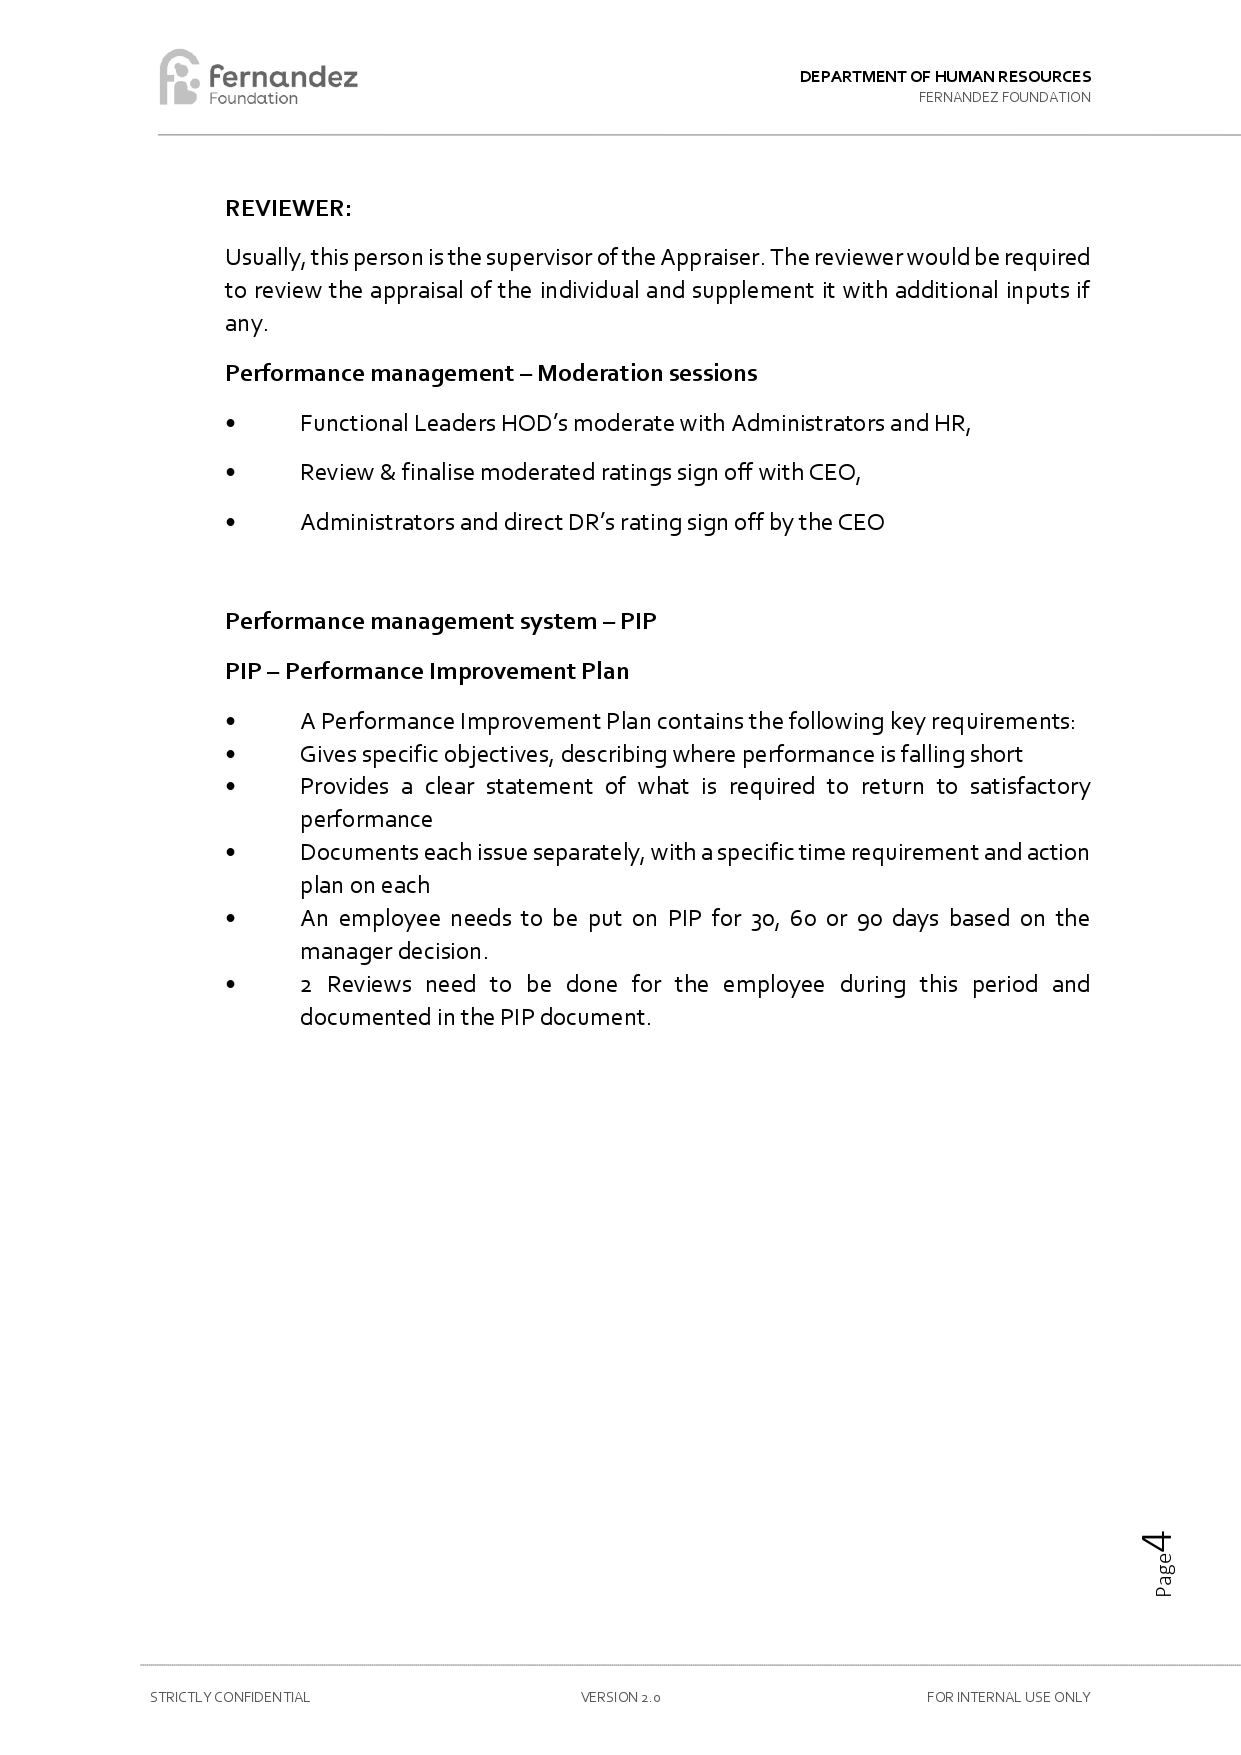 fernandez
Foundation
DEPARTMENT OF HUMAN RESOURCES
FERNANDEZ FOUNDATION
REVIEWER:
Usually, this person is the supervisor of the Appraiser. The reviewer would be required
to review the appraisal of the individual and supplement it with additional inputs if
any.
Performance management – Moderation sessions
• Functional Leaders HOD’s moderate with Administrators and HR,
• Review & finalise moderated ratings sign off with CEO,
• Administrators and direct DR’s rating sign off by the CEO
Performance management system – PIP
PIP – Performance Improvement Plan
• A Performance Improvement Plan contains the following key requirements:
• Gives specific objectives, describing where performance is falling short
• Provides a clear statement of what is required to return to satisfactory
performance
• Documents each issue separately, with a specific time requirement and action
plan on each
• An employee needs to be put on PIP for 30, 60 or 90 days based on the
manager decision.
• 2 Reviews need to be done for the employee during this period and
documented in the PIP document.
Page4
STRICTLY CONFIDENTIAL
VERSION 2.0
FOR INTERNAL USE ONLY